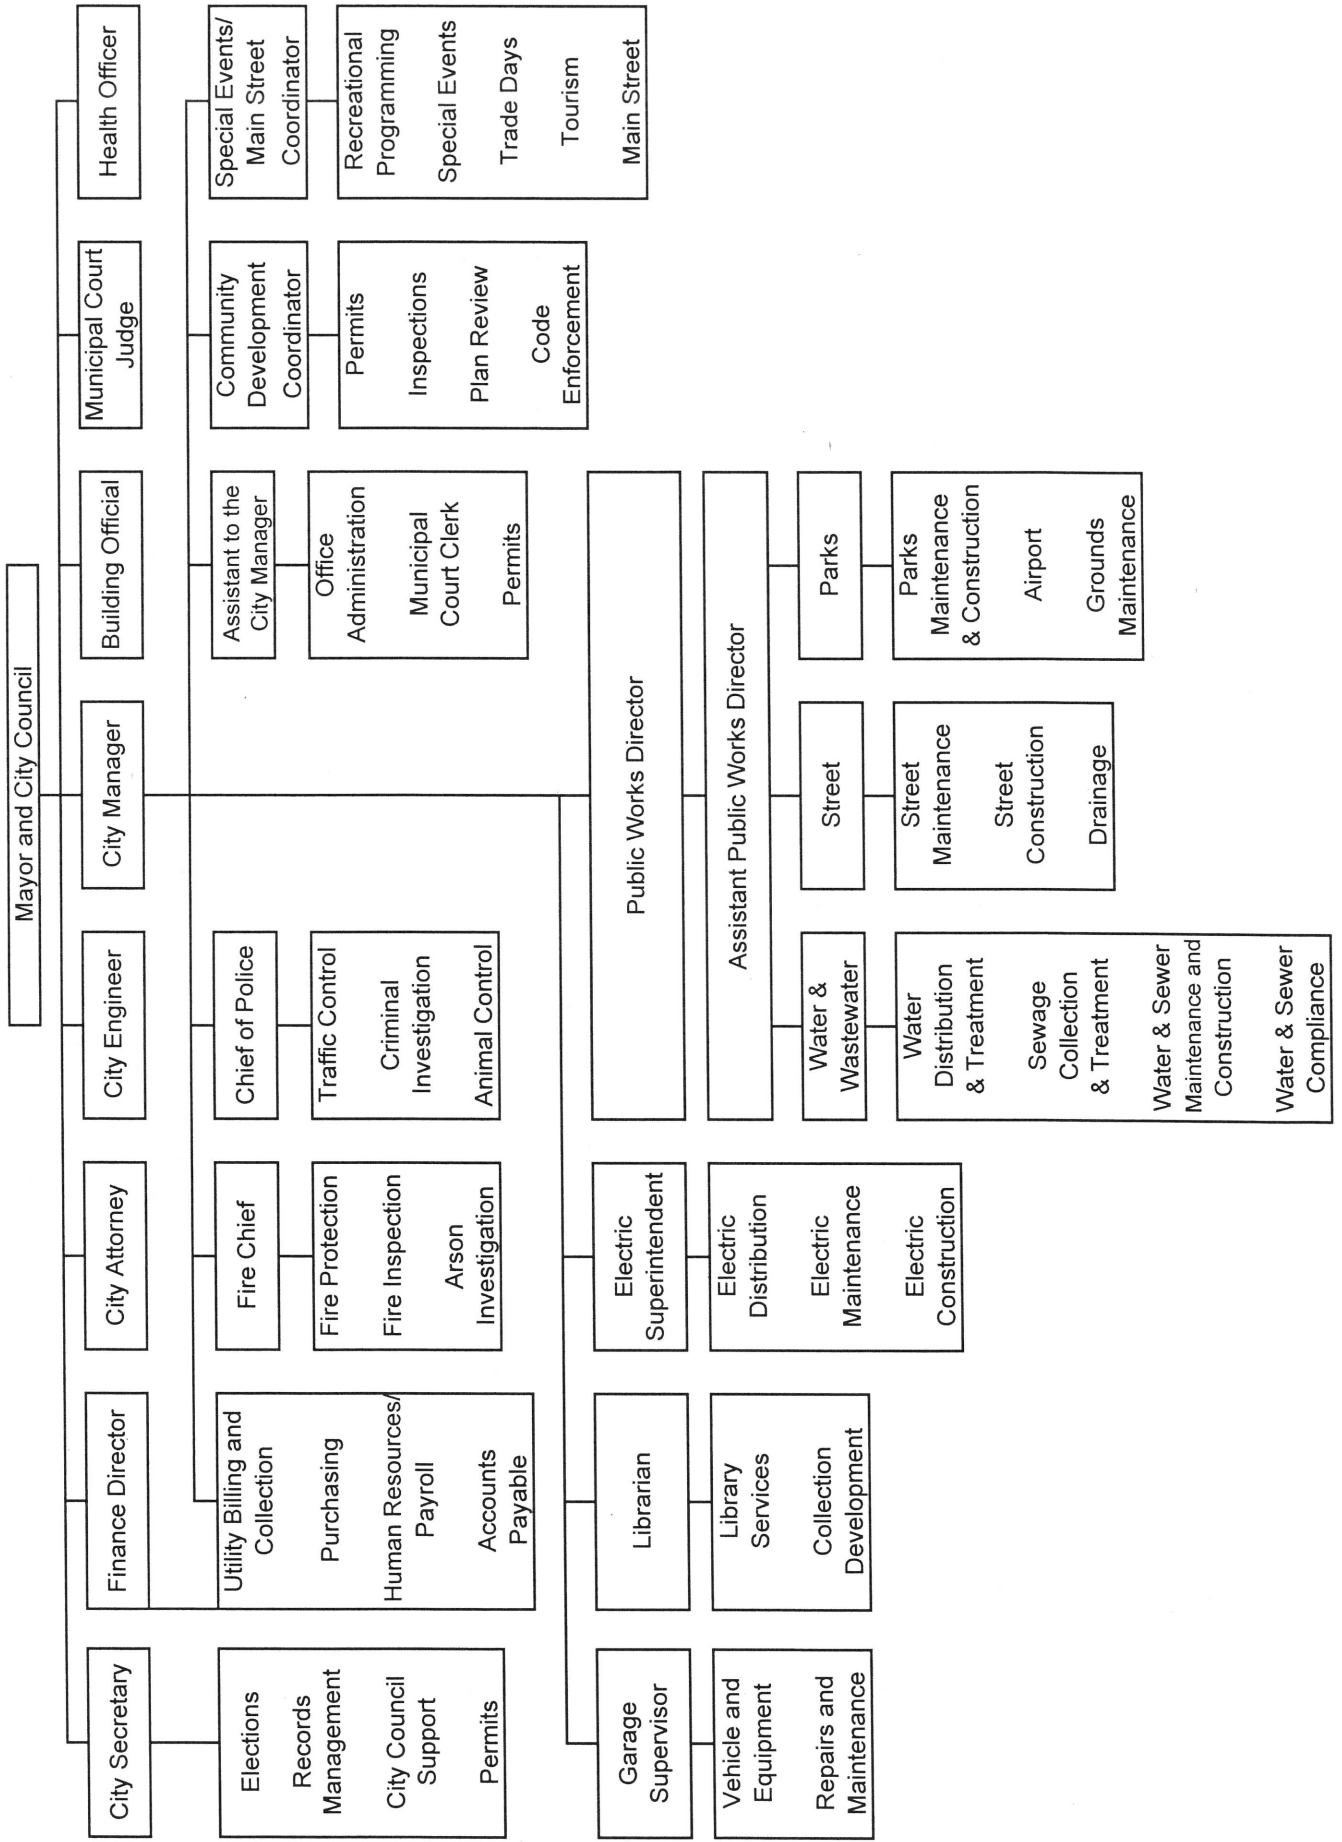 Mayor and City Council
City Secretary
Finance Director
City Attorney
City Engineer
City Manager
Building Official
Municipal Court
Judge
Health Officer
Elections
Records
Management
City Council
Support
Permits
Utility Billing and
Collection
Purchasing
Human Resources/
Payroll
Accounts
Payable
Fire Chief
Fire Protection
Fire Inspection
Arson
Investigation
Chief of Police
Traffic Control
Criminal
Investigation
Animal Control
Assistant to the
City Manager
Office
Administration
Municipal
Court Clerk
Permits
Community
Development
Coordinator
Permits
Inspections
Plan Review
Code
Enforcement
Special Events/
Main Street
Coordinator
Recreational
Programming
Special Events
Trade Days
Tourism
Main Street
Garage
Supervisor
Vehicle and
Equipment
Repairs and
Maintenance
Librarian
Library
Services
Collection
Development
Electric
Superintendent
Electric
Distribution
Electric
Maintenance
Electric
Construction
Public Works Director
Assistant Public Works Director
Water &
Wastewater
Water
Distribution
& Treatment
Sewage
Collection
& Treatment
Water & Sewer
Maintenance and
Construction
Water & Sewer
Compliance
Street
Street
Maintenance
Street
Construction
Drainage
Parks
Parks
Maintenance
& Construction
Airport
Grounds
Maintenance